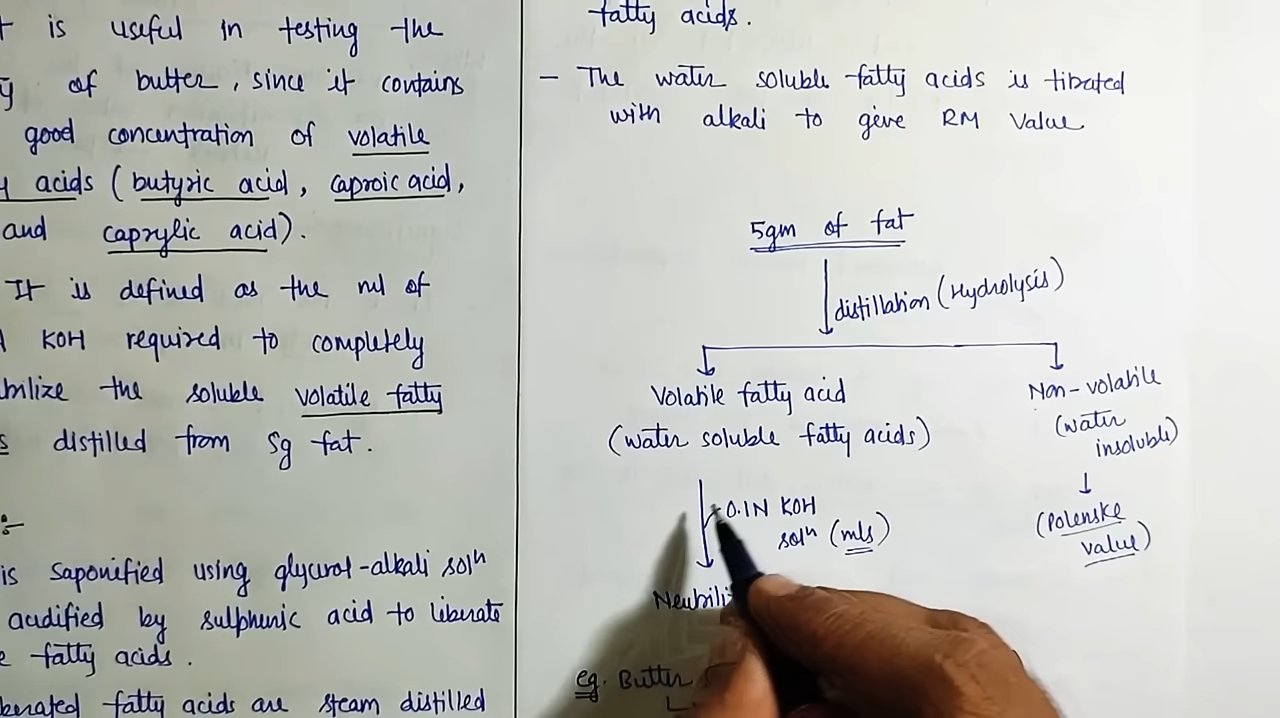 is useful in testing the
of butter, since it contains
good concentration of volatile
acids (butyric acid, caproic acid,
and caprylic acid).
It is defined as the ml of
KOH required to completely
the soluble volatile fatty
distilled from 5g fat.
is saponified using glycerol-alkali solⁿ
acidified by sulphuric acid to liberate
fatty acids.
fatty acids are steam distilled
fatty acids.
- The water soluble fatty acids is titrated
with alkali to give RM Value
5gm of fat
distillation (Hydrolysis)
Volatile fatty acid
(water soluble fatty acids)
Non-volatile
(water
insoluble)
0.1N KOH
solⁿ (mls)
(Polenske
value)
eg. Butter